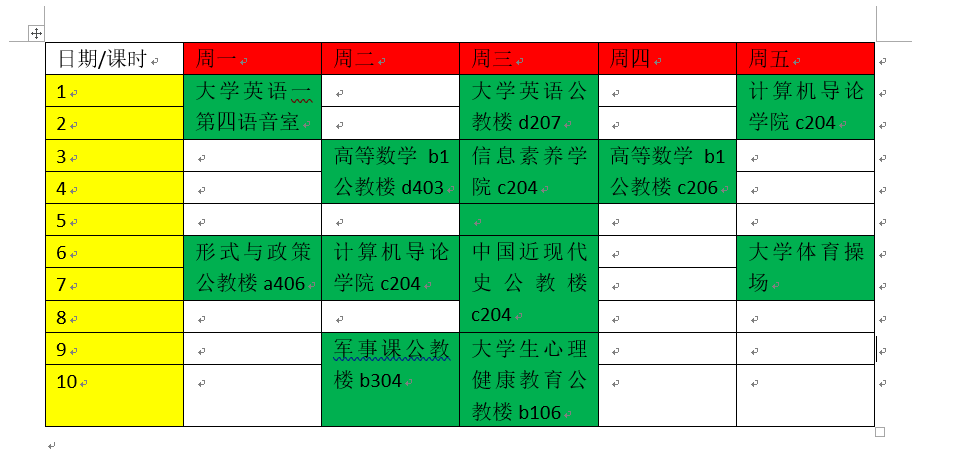 日期/课时 周一 周二 周三 周四 周五
1 大学英语一 大学英语公 计算机导论
2 第四语音室 教楼 d207 学院 c204
3 高等数学 b1 信息素养学 高等数学 b1
4 公教楼 d403 院 c204 公教楼 c206
5
6 形式与政策 计算机导论 中国近现代 大学体育操
7 公教楼 a406 学院 c204 史公教楼 场
8 c204
9 军事课公教 大学生心理
10 楼 b304 健康教育公
教楼 b106